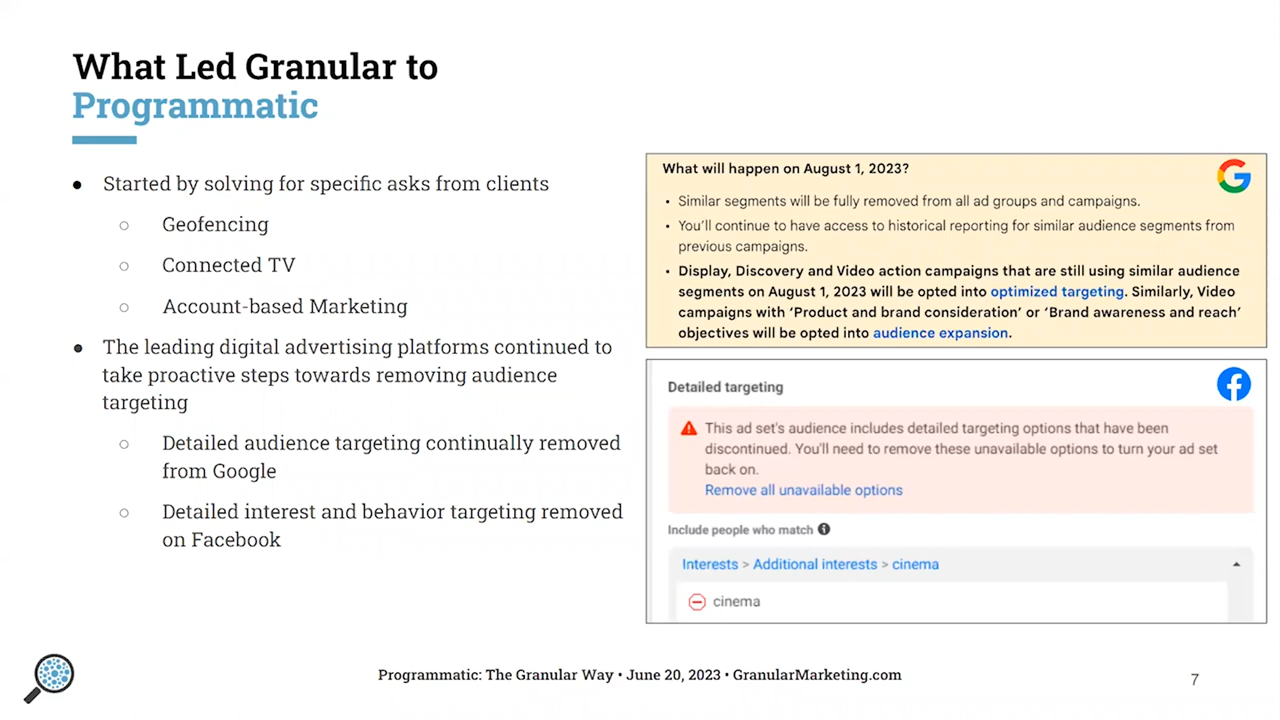 What Led Granular to
Programmatic
● Started by solving for specific asks from clients
○ Geofencing
○ Connected TV
○ Account-based Marketing
● The leading digital advertising platforms continued to
take proactive steps towards removing audience
targeting
○ Detailed audience targeting continually removed
from Google
○ Detailed interest and behavior targeting removed
on Facebook
What will happen on August 1, 2023?
• Similar segments will be fully removed from all ad groups and campaigns.
• You’ll continue to have access to historical reporting for similar audience segments from
previous campaigns.
• Display, Discovery and Video action campaigns that are still using similar audience
segments on August 1, 2023 will be opted into optimized targeting. Similarly, Video
campaigns with ‘Product and brand consideration’ or ‘Brand awareness and reach’
objectives will be opted into audience expansion.
Detailed targeting
This ad set's audience includes detailed targeting options that have been
discontinued. You'll need to remove these unavailable options to turn your ad set
back on.
Remove all unavailable options
Include people who match
Interests > Additional interests > cinema
cinema
Programmatic: The Granular Way • June 20, 2023 • GranularMarketing.com
7